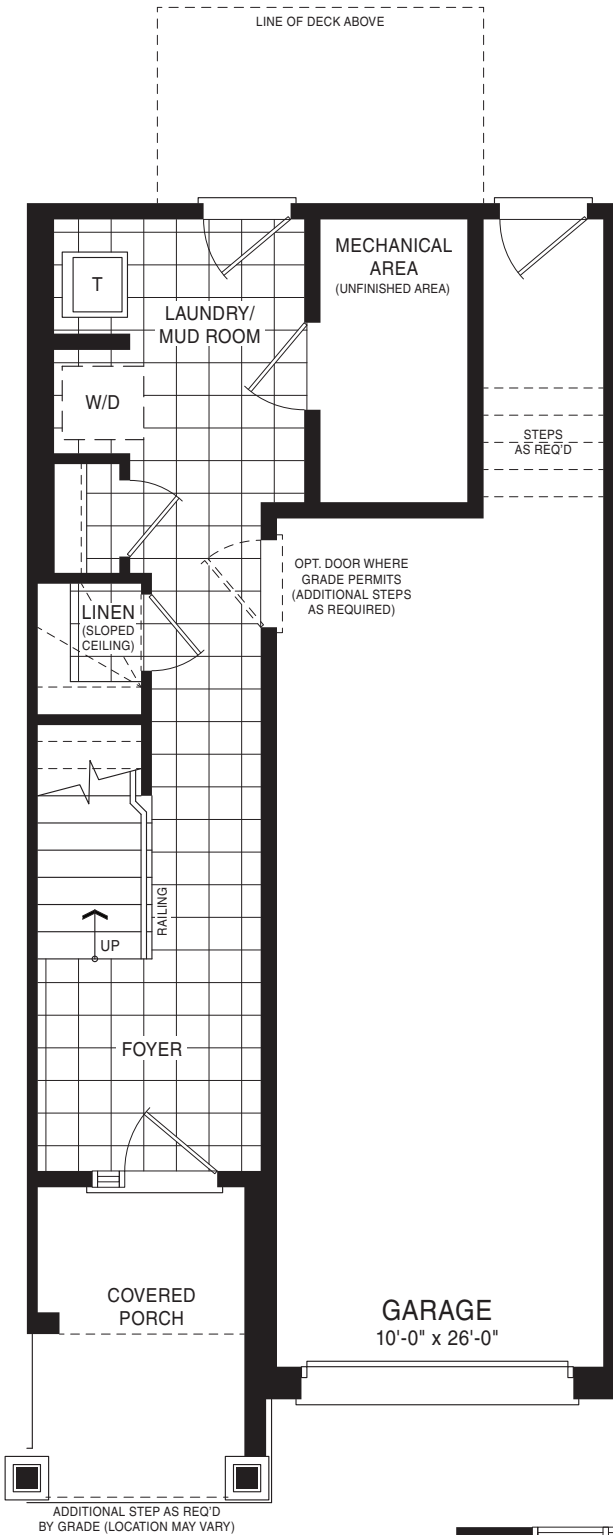 LINE OF DECK ABOVE
MECHANICAL
AREA
(UNFINISHED AREA)
T
LAUNDRY/
MUD ROOM
W/D
STEPS
AS REQ'D
OPT. DOOR WHERE
GRADE PERMITS
(ADDITIONAL STEPS
AS REQUIRED)
LINEN
(SLOPED
CEILING)
RAILING
UP
FOYER
COVERED
PORCH
GARAGE
10'-0" x 26'-0"
ADDITIONAL STEP AS REQ'D
BY GRADE (LOCATION MAY VARY)